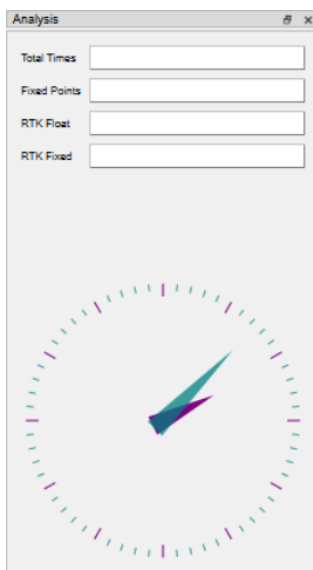 Analysis
Total Times
Fixed Points
RTK Float
RTK Fixed